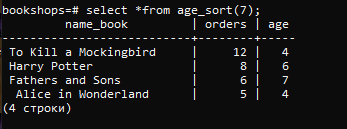 bookshops=# select *from age_sort(7);
name_book | orders | age
----------------------+--------+-----
To Kill a Mockingbird | 12 | 4
Harry Potter | 8 | 6
Fathers and Sons | 6 | 7
Alice in Wonderland | 5 | 4
(4 строки)